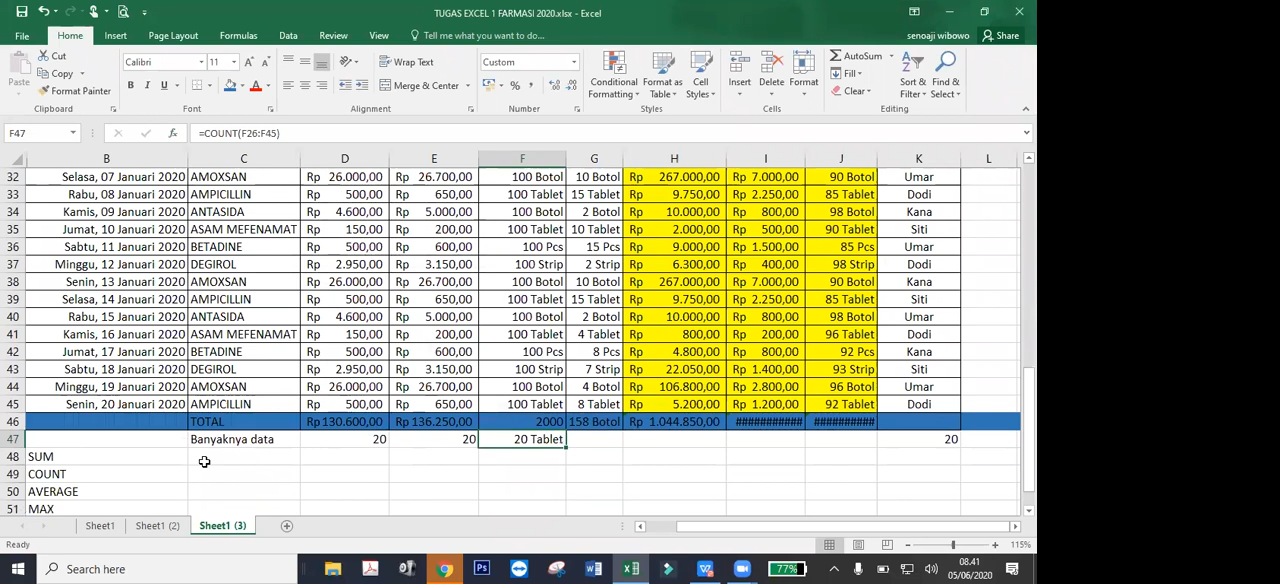 TUGAS EXCEL 1 FARMASI 2020.xlsx - Excel
File Home Insert Page Layout Formulas Data Review View Tell me what you want to do... senoaji wibowo Share
Cut
Copy
Format Painter
Paste
Clipboard
Calibri 11
B I U
Font
Wrap Text
Merge & Center
Alignment
Custom
Number
Conditional Formatting
Format as Table
Cell Styles
Styles
Insert Delete Format
Cells
AutoSum
Fill
Clear
Sort & Filter
Find & Select
Editing
F47 fx =COUNT(F26:F45)
B C D E F G H I J K L
32 Selasa, 07 Januari 2020 AMOXSAN Rp 26.000,00 Rp 26.700,00 100 Botol 10 Botol Rp 267.000,00 Rp 7.000,00 90 Botol Umar
33 Rabu, 08 Januari 2020 AMPICILLIN Rp 500,00 Rp 650,00 100 Tablet 15 Tablet Rp 9.750,00 Rp 2.250,00 85 Tablet Dodi
34 Kamis, 09 Januari 2020 ANTASIDA Rp 4.600,00 Rp 5.000,00 100 Botol 2 Botol Rp 10.000,00 Rp 800,00 98 Botol Kana
35 Jumat, 10 Januari 2020 ASAM MEFENAMAT Rp 150,00 Rp 200,00 100 Tablet 10 Tablet Rp 2.000,00 Rp 500,00 90 Tablet Siti
36 Sabtu, 11 Januari 2020 BETADINE Rp 500,00 Rp 600,00 100 Pcs 15 Pcs Rp 9.000,00 Rp 1.500,00 85 Pcs Umar
37 Minggu, 12 Januari 2020 DEGIROL Rp 2.950,00 Rp 3.150,00 100 Strip 2 Strip Rp 6.300,00 Rp 400,00 98 Strip Dodi
38 Senin, 13 Januari 2020 AMOXSAN Rp 26.000,00 Rp 26.700,00 100 Botol 10 Botol Rp 267.000,00 Rp 7.000,00 90 Botol Kana
39 Selasa, 14 Januari 2020 AMPICILLIN Rp 500,00 Rp 650,00 100 Tablet 15 Tablet Rp 9.750,00 Rp 2.250,00 85 Tablet Siti
40 Rabu, 15 Januari 2020 ANTASIDA Rp 4.600,00 Rp 5.000,00 100 Botol 2 Botol Rp 10.000,00 Rp 800,00 98 Botol Umar
41 Kamis, 16 Januari 2020 ASAM MEFENAMAT Rp 150,00 Rp 200,00 100 Tablet 4 Tablet Rp 800,00 Rp 200,00 96 Tablet Dodi
42 Jumat, 17 Januari 2020 BETADINE Rp 500,00 Rp 600,00 100 Pcs 8 Pcs Rp 4.800,00 Rp 800,00 92 Pcs Kana
43 Sabtu, 18 Januari 2020 DEGIROL Rp 2.950,00 Rp 3.150,00 100 Strip 7 Strip Rp 22.050,00 Rp 1.400,00 93 Strip Siti
44 Minggu, 19 Januari 2020 AMOXSAN Rp 26.000,00 Rp 26.700,00 100 Botol 4 Botol Rp 106.800,00 Rp 2.800,00 96 Botol Umar
45 Senin, 20 Januari 2020 AMPICILLIN Rp 500,00 Rp 650,00 100 Tablet 8 Tablet Rp 5.200,00 Rp 1.200,00 92 Tablet Dodi
46 TOTAL Rp 130.600,00 Rp 136.250,00 2000 158 Botol Rp 1.044.850,00 ########### ##########
47 Banyaknya data 20 20 20 Tablet 20
48 SUM
49 COUNT
50 AVERAGE
51 MAX
Sheet1 Sheet1 (2) Sheet1 (3)
Ready 115%
Search here 77% 08.41
05/06/2020